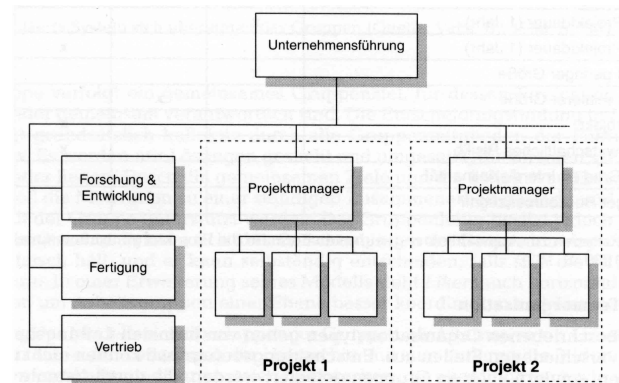 Unternehmensführung
Forschung &
Entwicklung
Fertigung
Vertrieb
Projektmanager
Projekt 1
Projektmanager
Projekt 2